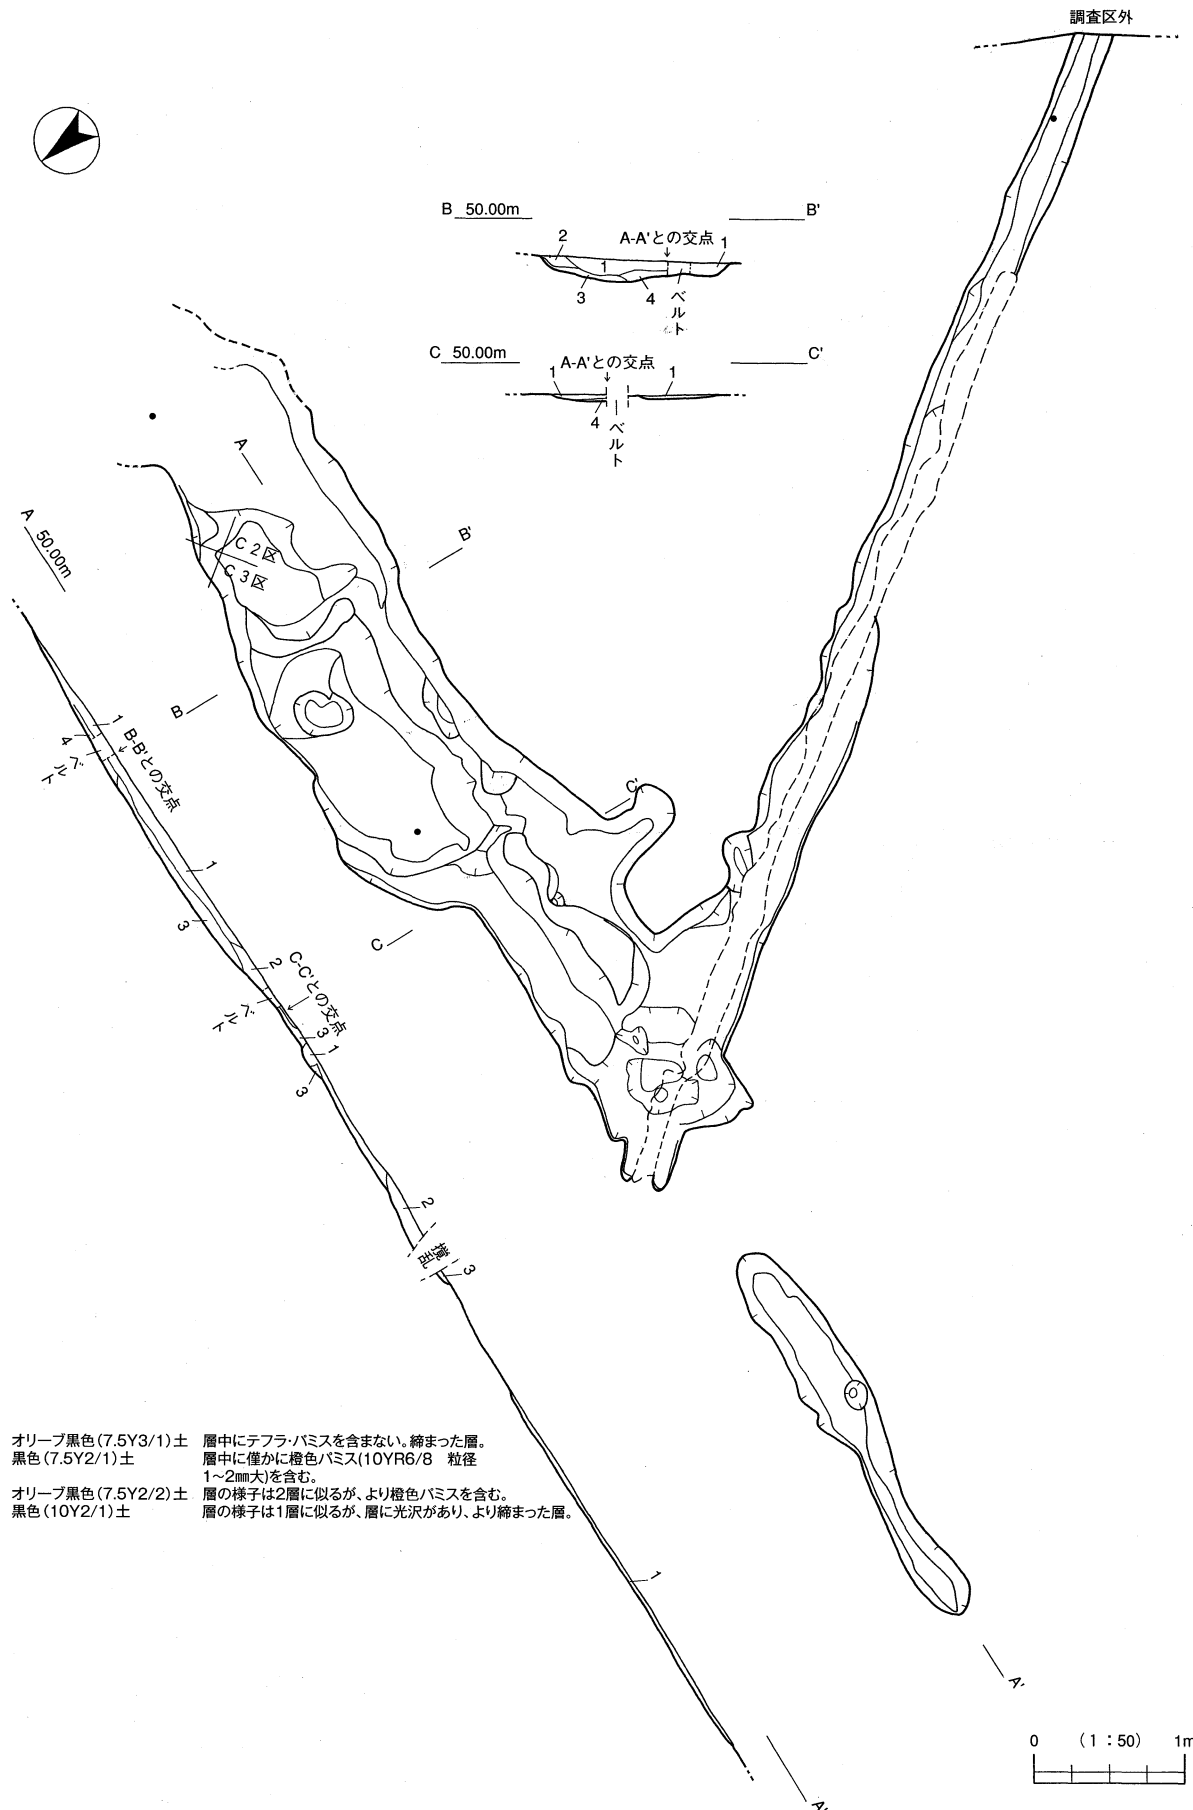 調査区外
B 50.00m B'
2 A-A'との交点 1
1
3 4 ベルト
C 50.00m C'
A-A'との交点
1 1
4 ベルト
A
B'
A 50.00m
C2区
C3区
B
1
4
ベルト
B-B'との交点
C'
1
3
C
2
ベルト
C-C'との交点
3
1
3
2
撹乱
3
オリーブ黒色(7.5Y3/1)土 層中にテフラ・パミスを含まない。締まった層。
黒色(7.5Y2/1)土 層中に僅かに橙色パミス(10YR6/8 粒径
1～2㎜大)を含む。
オリーブ黒色(7.5Y2/2)土 層の様子は2層に似るが、より橙色パミスを含む。
黒色(10Y2/1)土 層の様子は1層に似るが、層に光沢があり、より締まった層。
1
A'
0 (1：50) 1m
A'